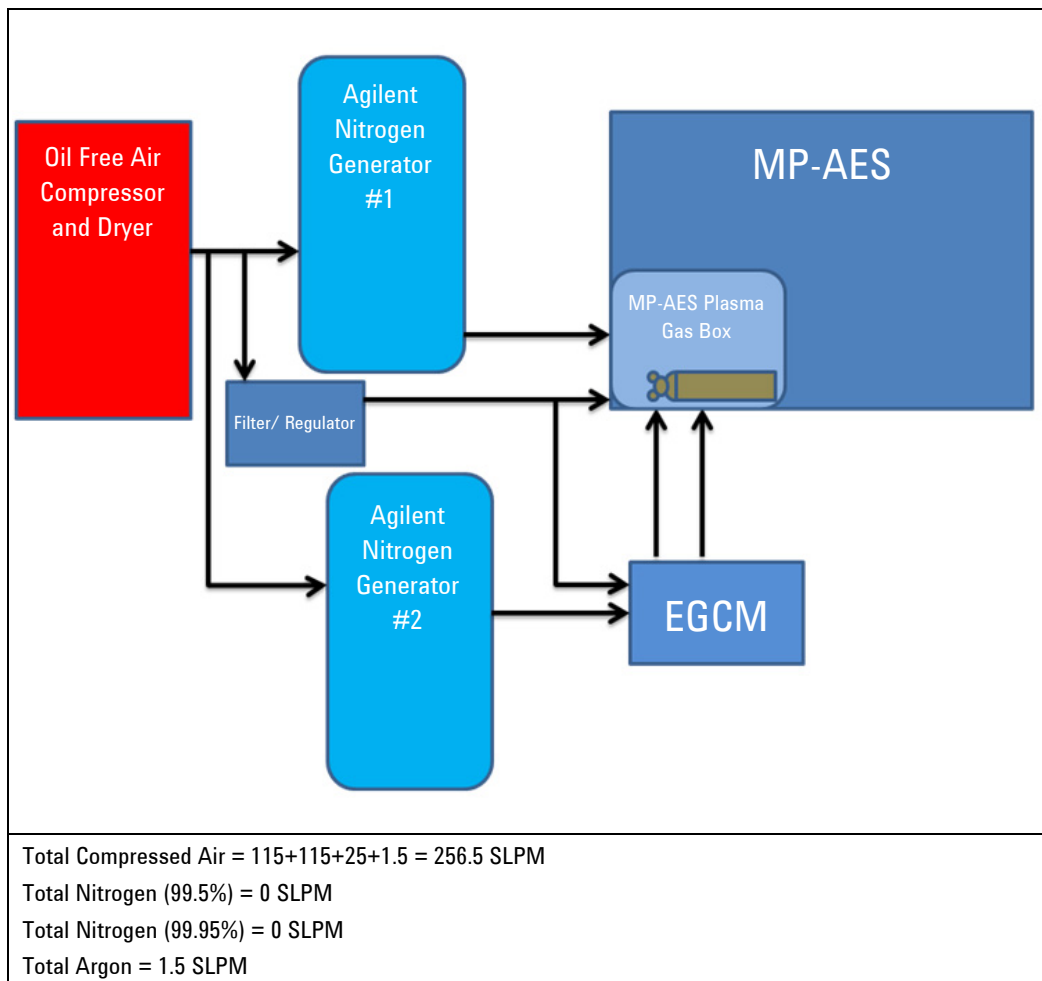 Oil Free Air
Compressor
and Dryer
Agilent
Nitrogen
Generator
#1
MP-AES
MP-AES Plasma
Gas Box
Filter/ Regulator
Agilent
Nitrogen
Generator
#2
EGCM
Total Compressed Air = 115+115+25+1.5 = 256.5 SLPM
Total Nitrogen (99.5%) = 0 SLPM
Total Nitrogen (99.95%) = 0 SLPM
Total Argon = 1.5 SLPM